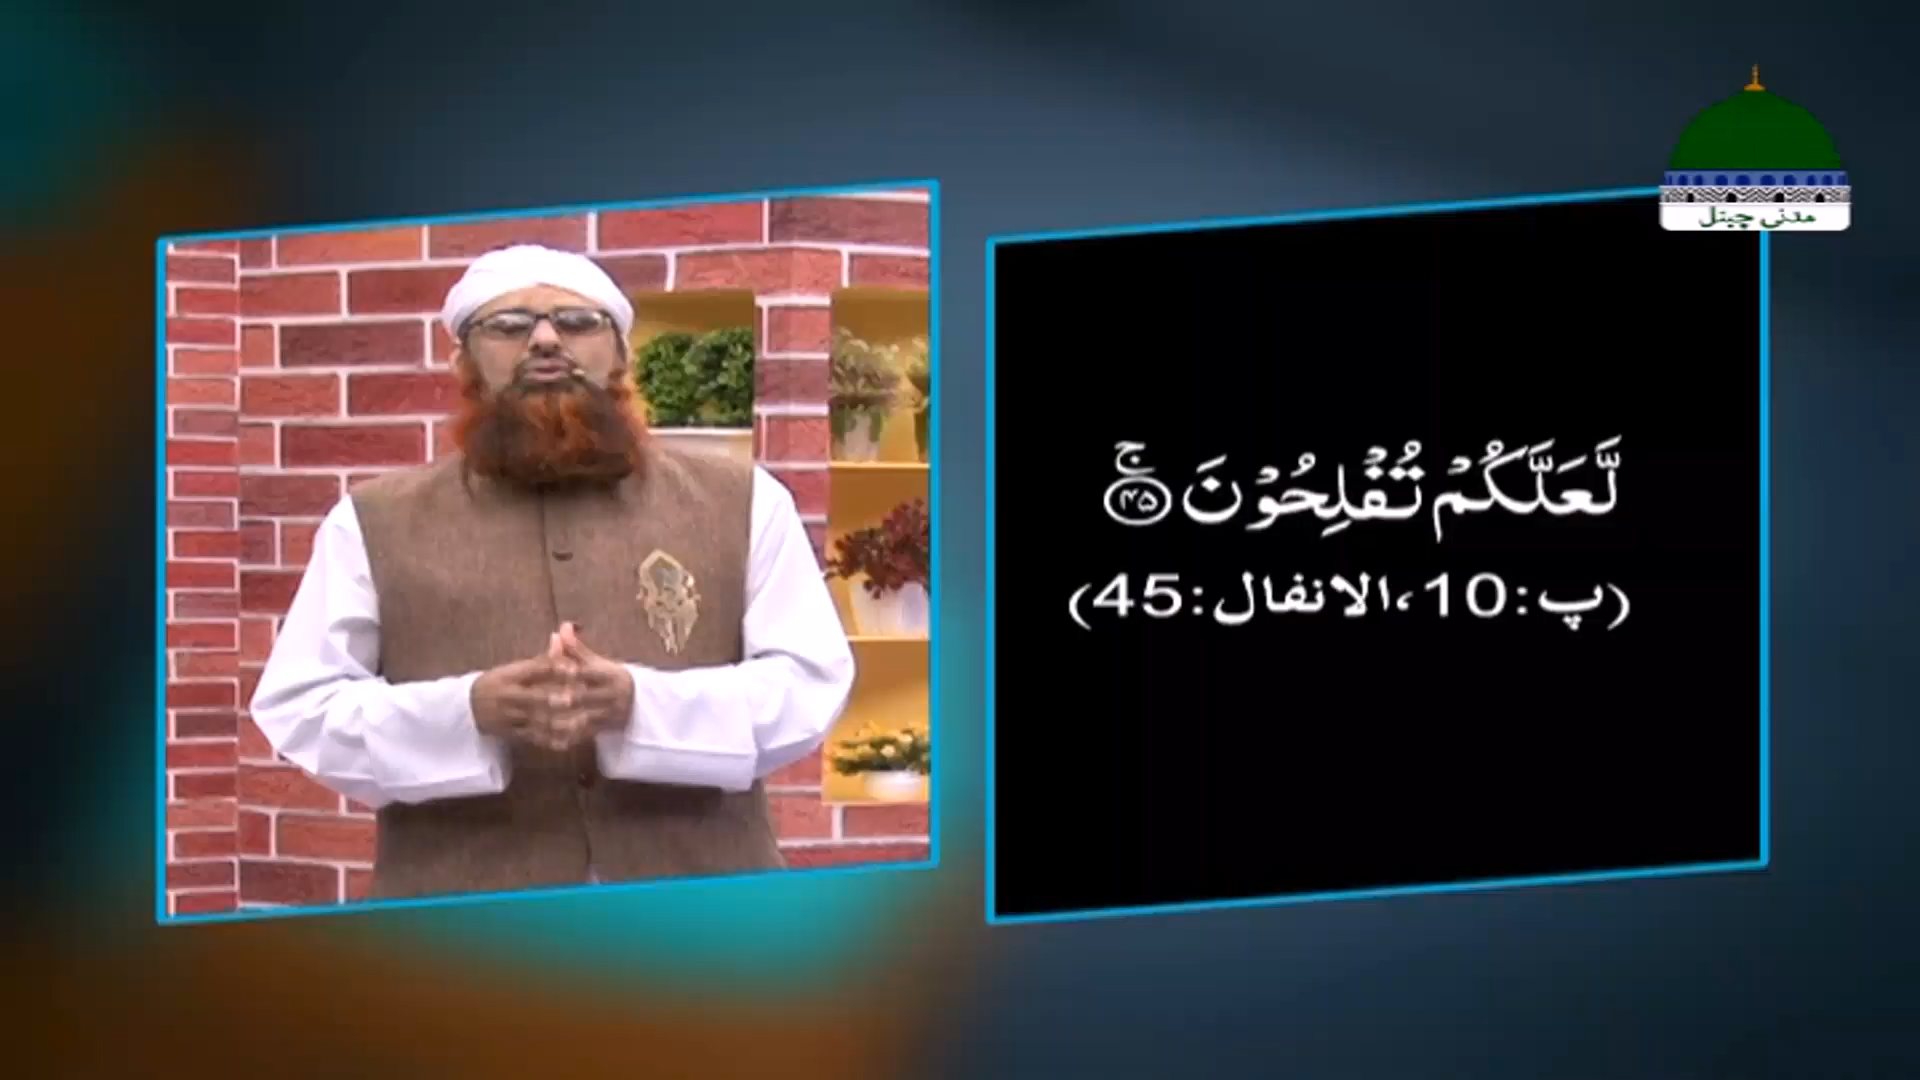 مدنی چینل
لَّعَلَّكُمْ تُفْلِحُوْنَ ۚ﴿۴۵﴾
(پ:10،الانفال:45)